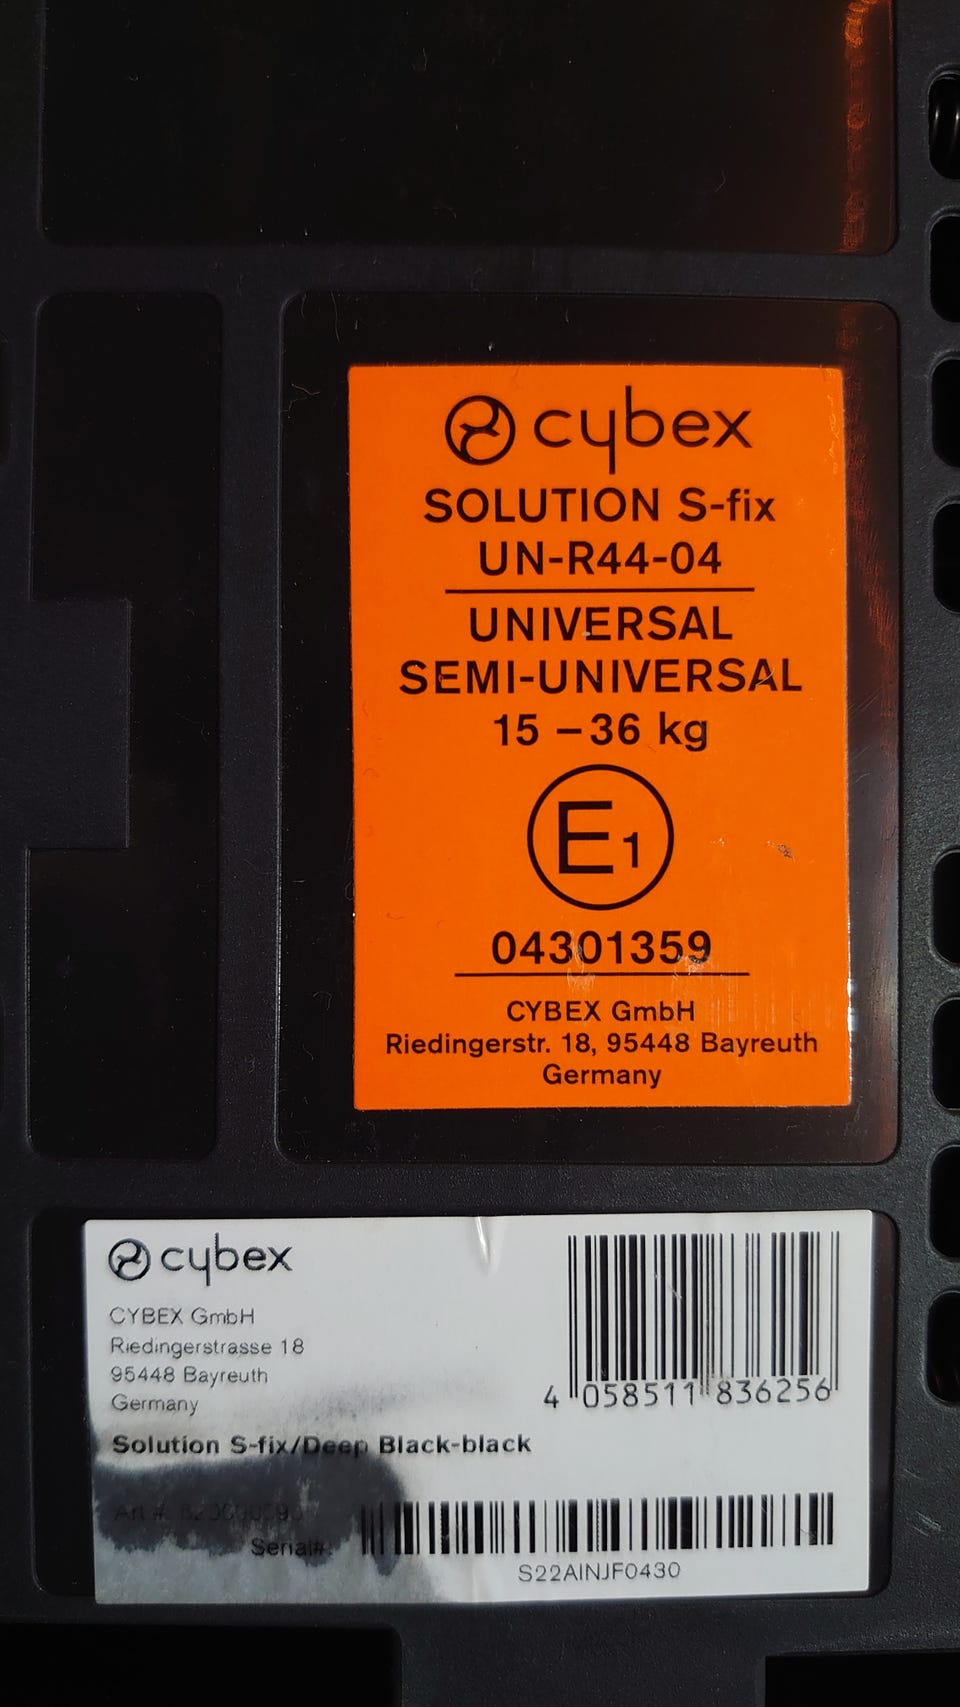 cybex
SOLUTION S-fix
UN-R44-04
UNIVERSAL
SEMI-UNIVERSAL
15 – 36 kg
E1
04301359
CYBEX GmbH
Riedingerstr. 18, 95448 Bayreuth
Germany
cybex
CYBEX GmbH
Riedingerstrasse 18
95448 Bayreuth
Germany
4 058511 836256
Solution S-fix/Deep Black-black
Art #:
Serial#:
S22AINJF0430